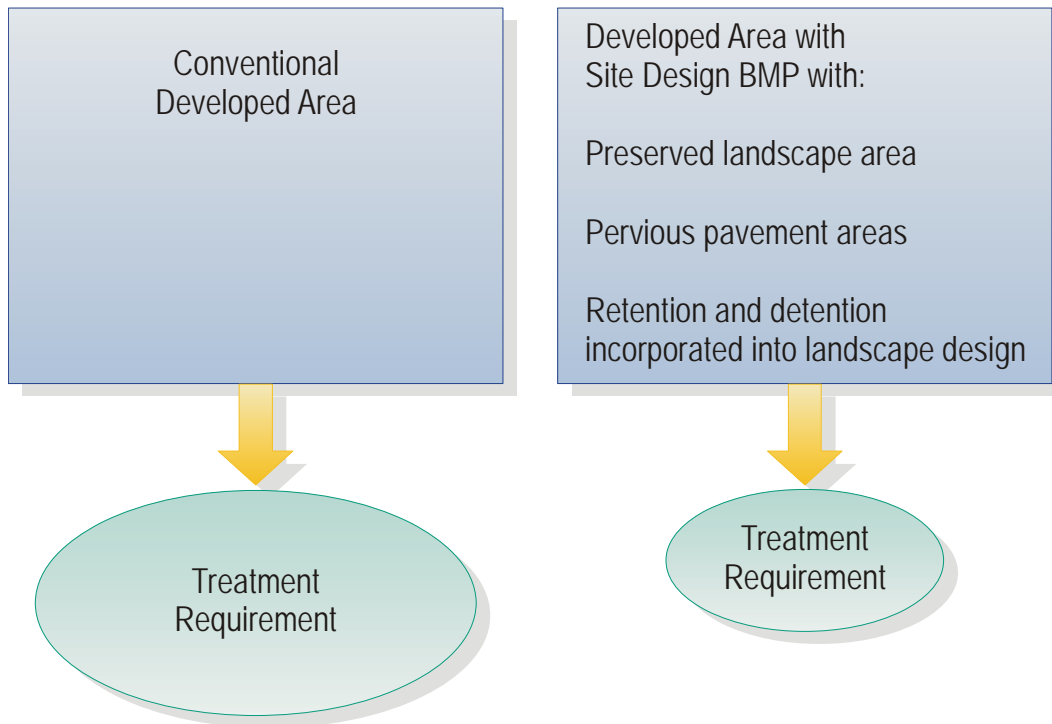 Conventional
Developed Area
Treatment
Requirement
Developed Area with
Site Design BMP with:
Preserved landscape area
Pervious pavement areas
Retention and detention
incorporated into landscape design
Treatment
Requirement